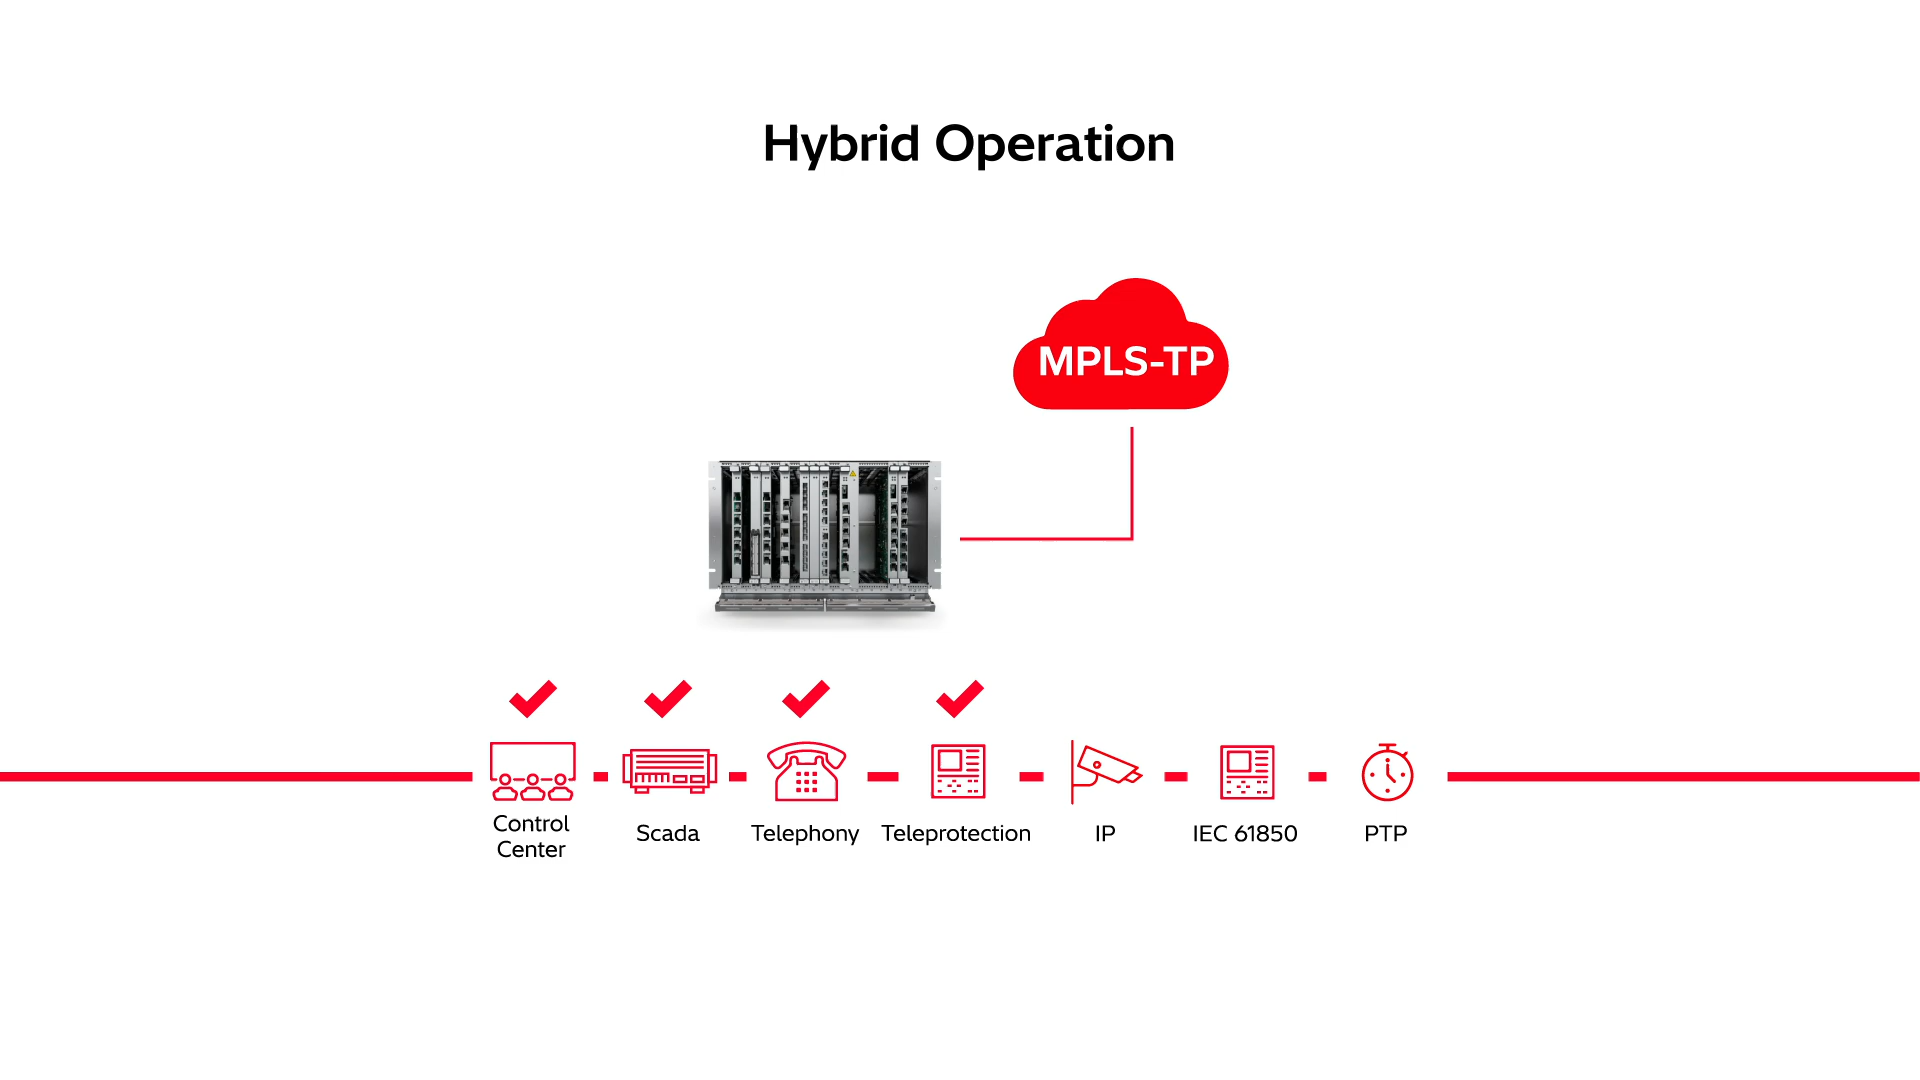 Hybrid Operation
MPLS-TP
Control
Center
Scada
Telephony
Teleprotection
IP
IEC 61850
PTP